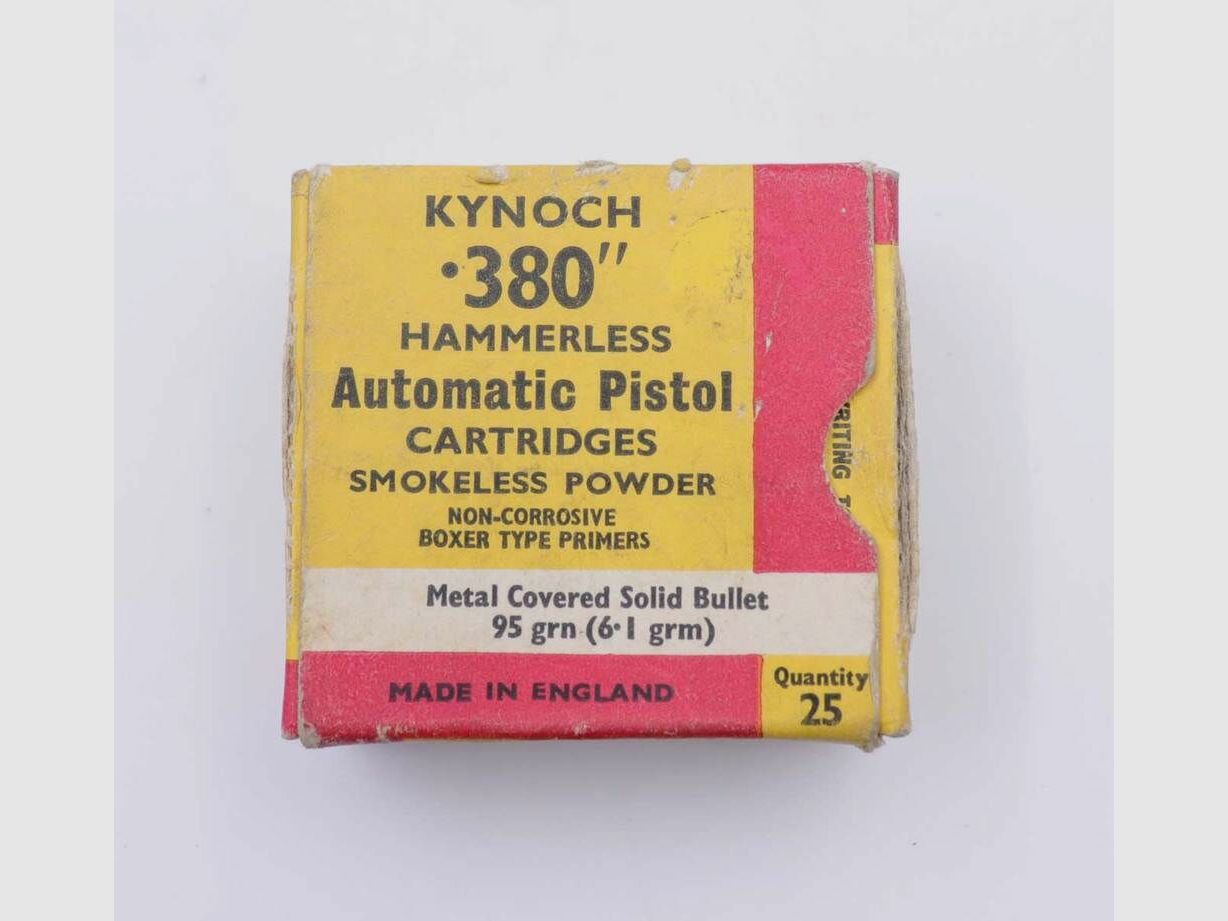 KYNOCH
·380"
HAMMERLESS
Automatic Pistol
CARTRIDGES
SMOKELESS POWDER
NON-CORROSIVE
BOXER TYPE PRIMERS
Metal Covered Solid Bullet
95 grn (6·1 grm)
MADE IN ENGLAND
Quantity
25